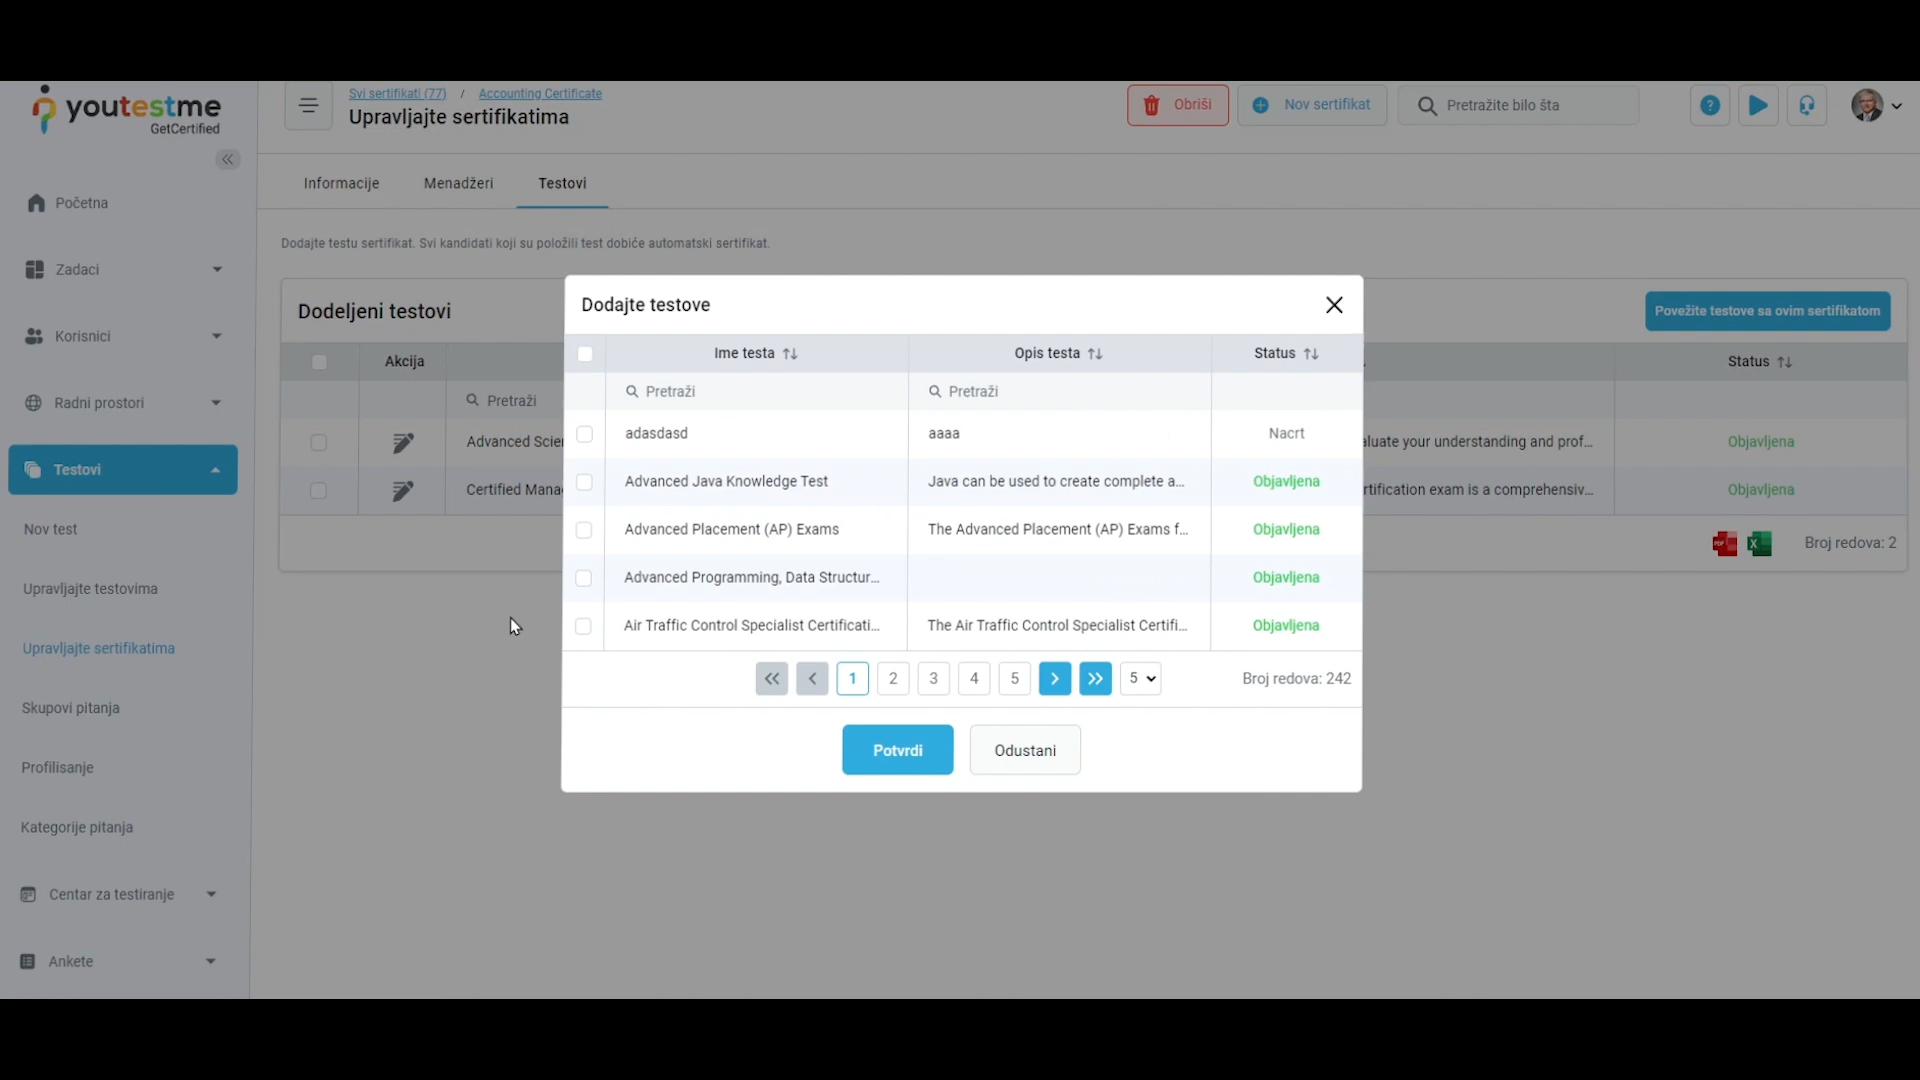 youtestme
GetCertified
Svi sertifikati (77) / Accounting Certificate
Upravljajte sertifikatima
Obriši
Nov sertifikat
Pretražite bilo šta
Početna
Zadaci
Korisnici
Radni prostori
Testovi
Nov test
Upravljajte testovima
Upravljajte sertifikatima
Skupovi pitanja
Profilisanje
Kategorije pitanja
Centar za testiranje
Ankete
Informacije Menadžeri Testovi
Dodajte testu sertifikat. Svi kandidati koji su položili test dobiće automatski sertifikat.
Dodeljeni testovi
Povežite testove sa ovim sertifikatom
Akcija Status
Pretraži
Advanced Scie aluate your understanding and prof... Objavljena
Certified Mana rtification exam is a comprehensiv... Objavljena
Broj redova: 2
Dodajte testove
Ime testa Opis testa Status
Pretraži Pretraži
adasdasd aaaa Nacrt
Advanced Java Knowledge Test Java can be used to create complete a... Objavljena
Advanced Placement (AP) Exams The Advanced Placement (AP) Exams f... Objavljena
Advanced Programming, Data Structur... Objavljena
Air Traffic Control Specialist Certificati... The Air Traffic Control Specialist Certifi... Objavljena
1 2 3 4 5 5 Broj redova: 242
Potvrdi Odustani